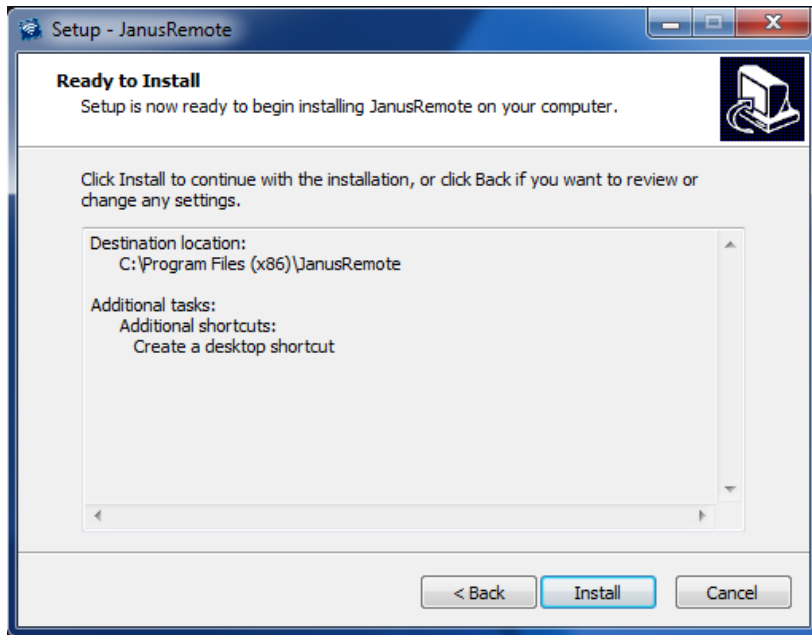 Setup - JanusRemote
Ready to Install
Setup is now ready to begin installing JanusRemote on your computer.
Click Install to continue with the installation, or click Back if you want to review or
change any settings.
Destination location:
C:\Program Files (x86)\JanusRemote
Additional tasks:
Additional shortcuts:
Create a desktop shortcut
< Back
Install
Cancel